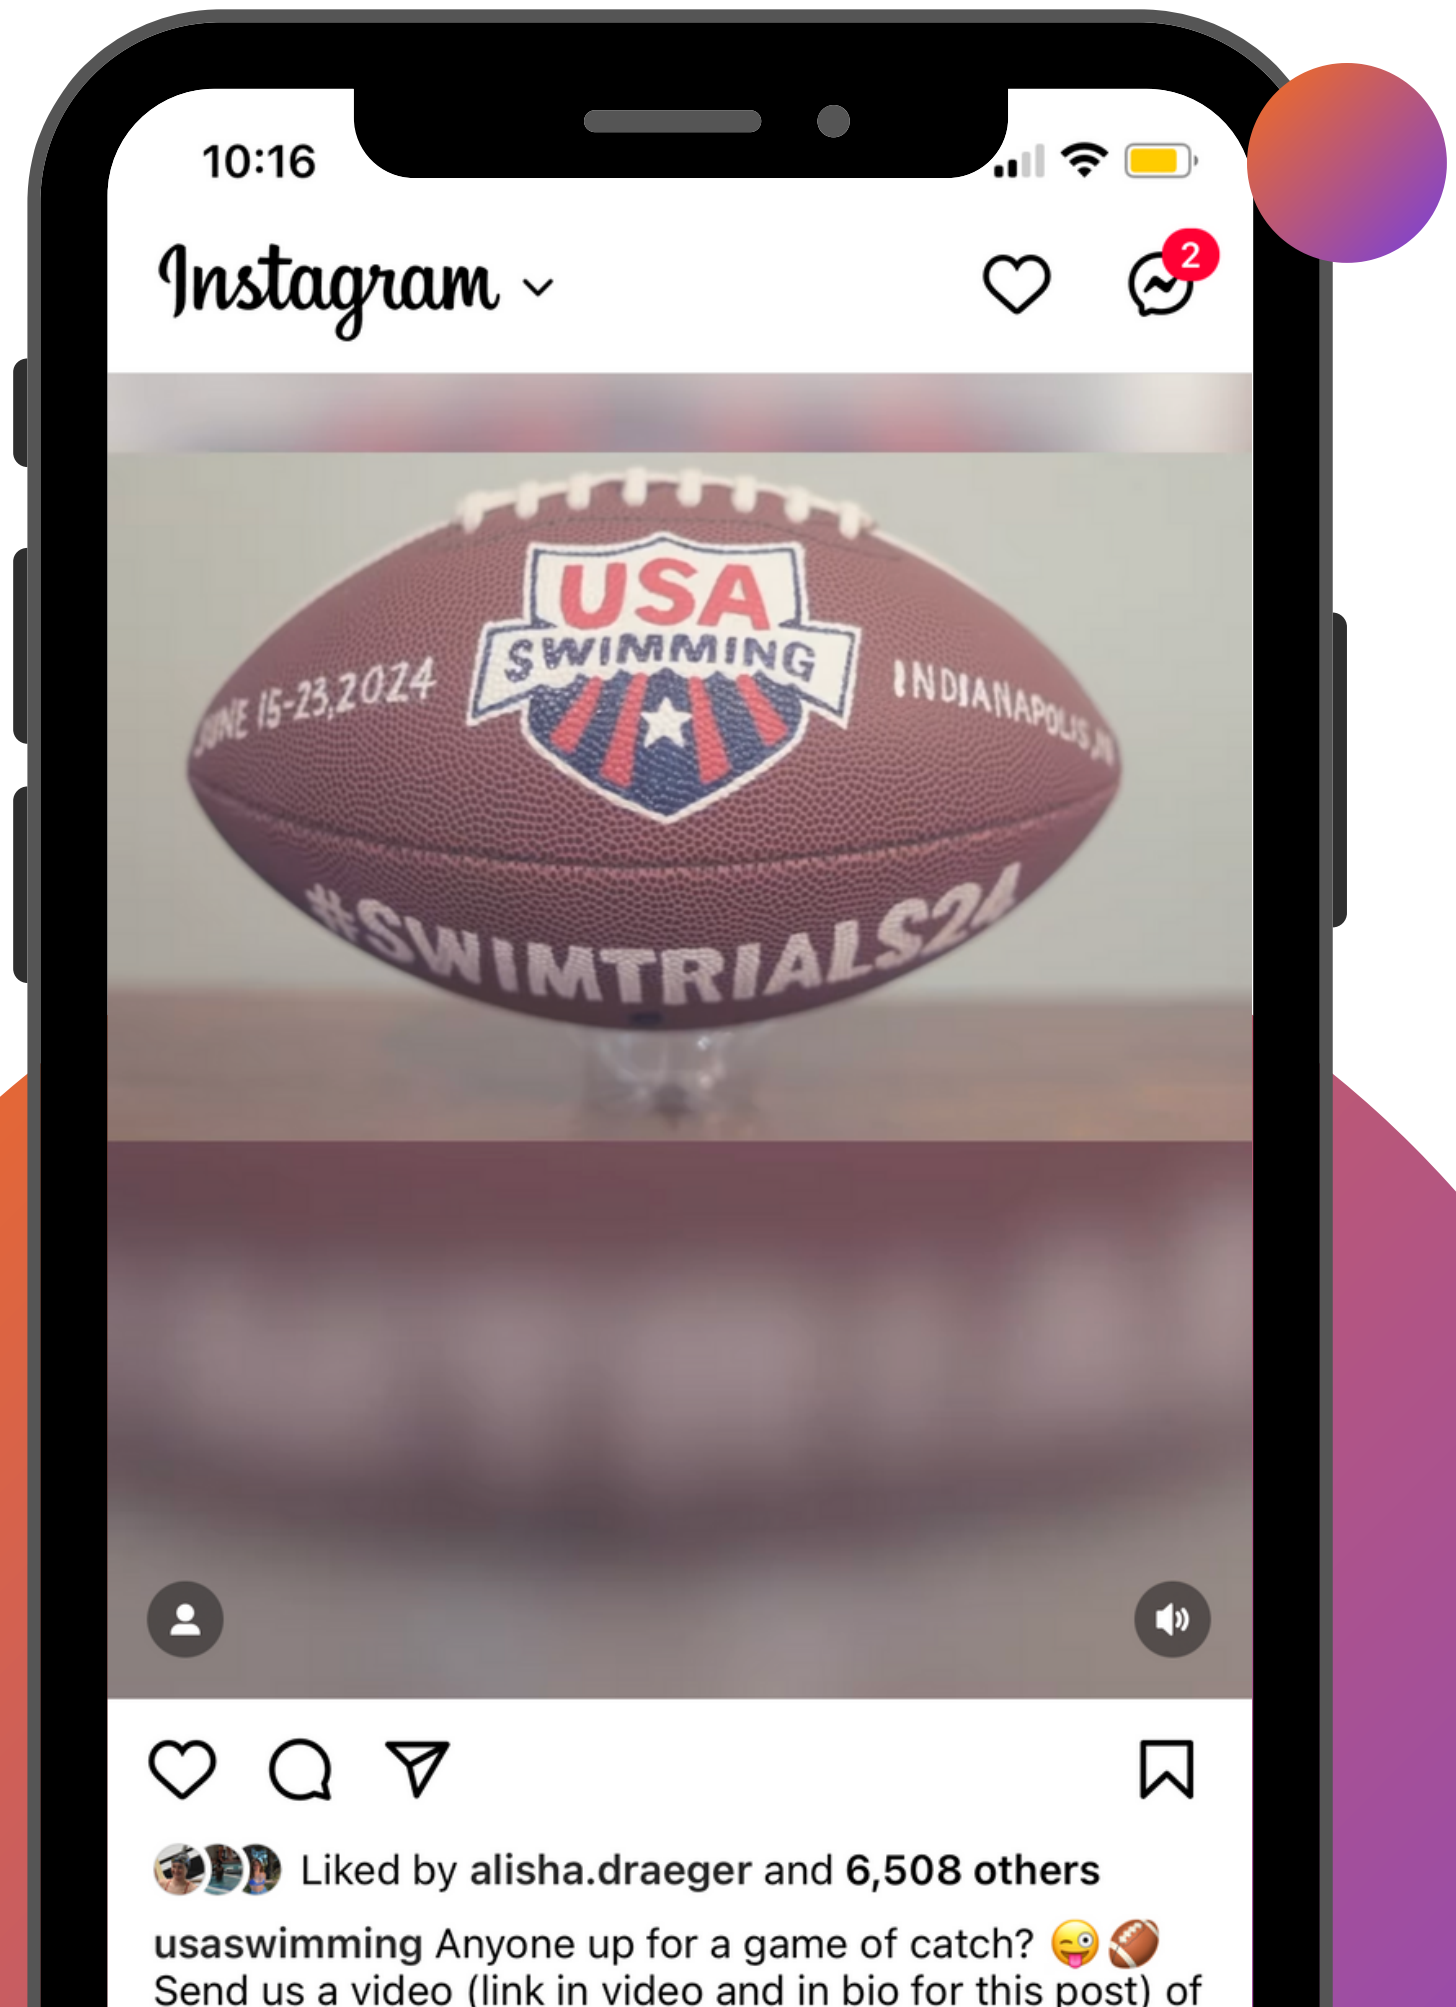 10:16
Instagram
2
USA
SWIMMING
JUNE 15-23,2024
INDIANAPOLIS,IN
#SWIMTRIALS24
Liked by alisha.draeger and 6,508 others
usaswimming Anyone up for a game of catch? 😜🏈
Send us a video (link in video and in bio for this post) of